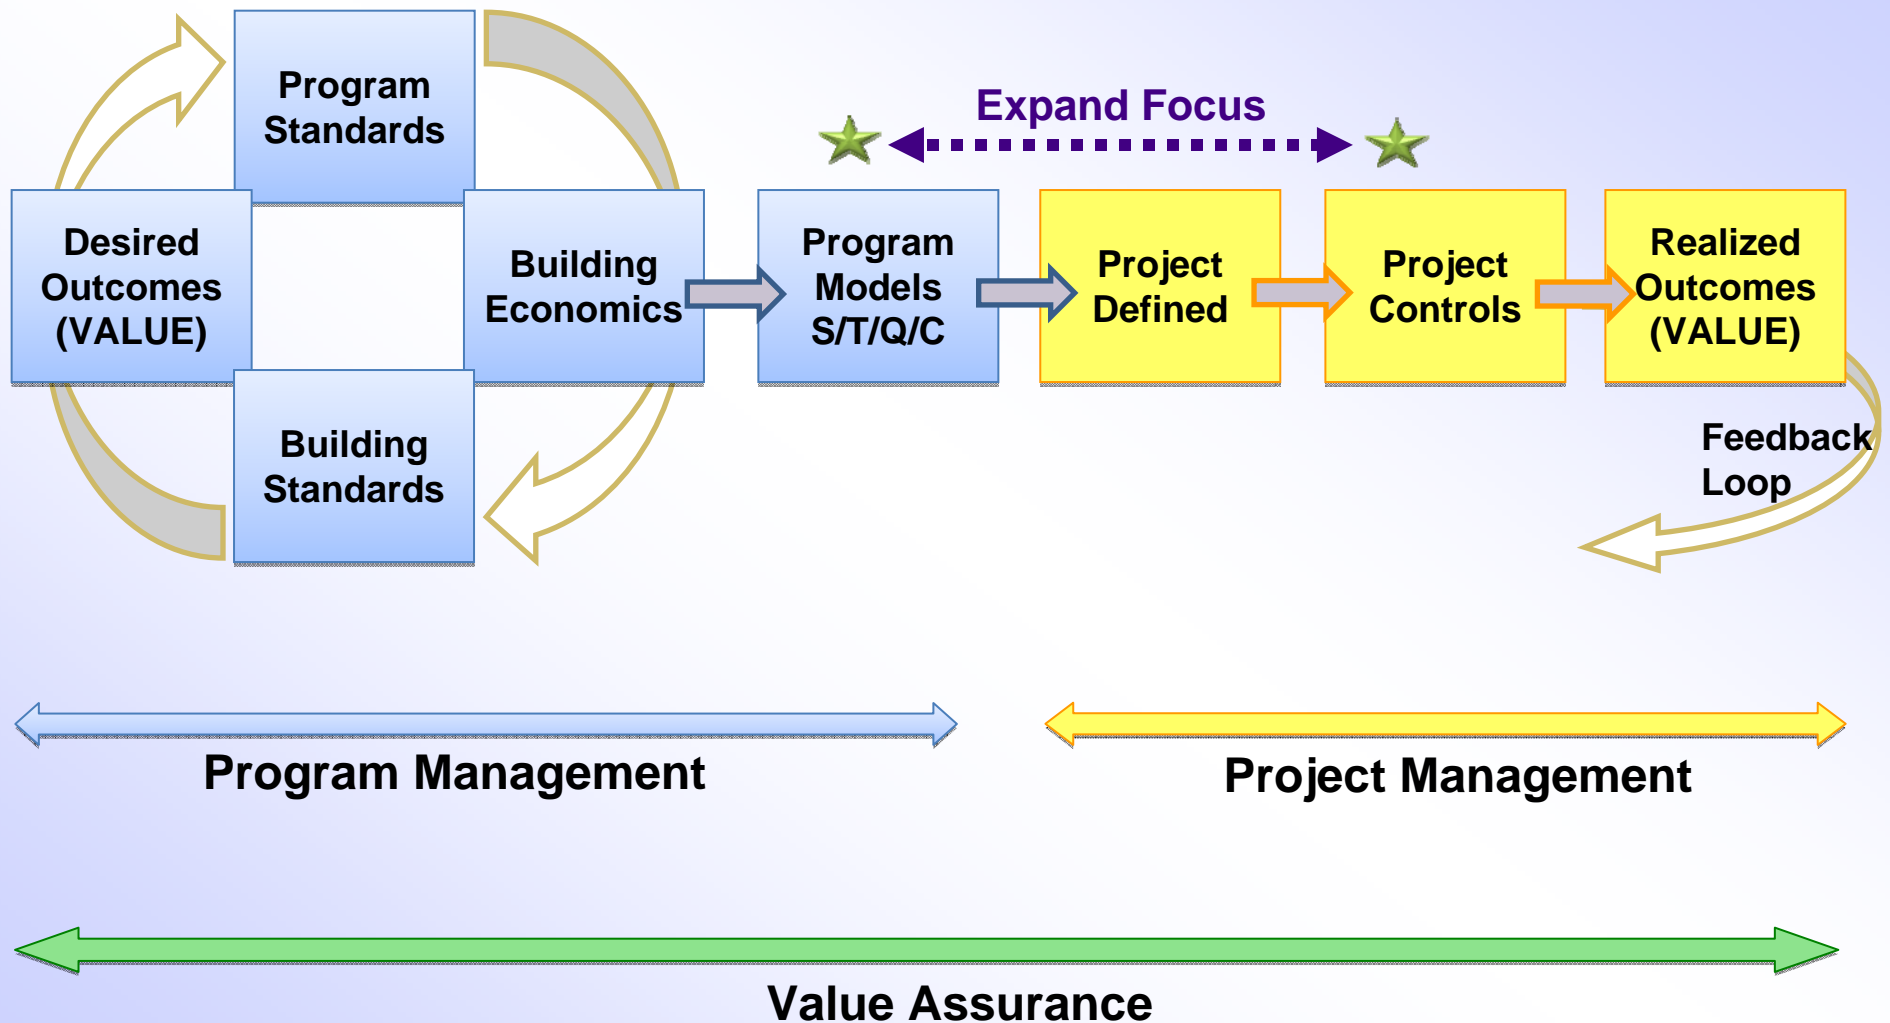 Program
Standards
Expand Focus
Desired
Outcomes
(VALUE)
Building
Economics
Program
Models
S/T/Q/C
Project
Defined
Project
Controls
Realized
Outcomes
(VALUE)
Building
Standards
Feedback
Loop
Program Management
Project Management
Value Assurance